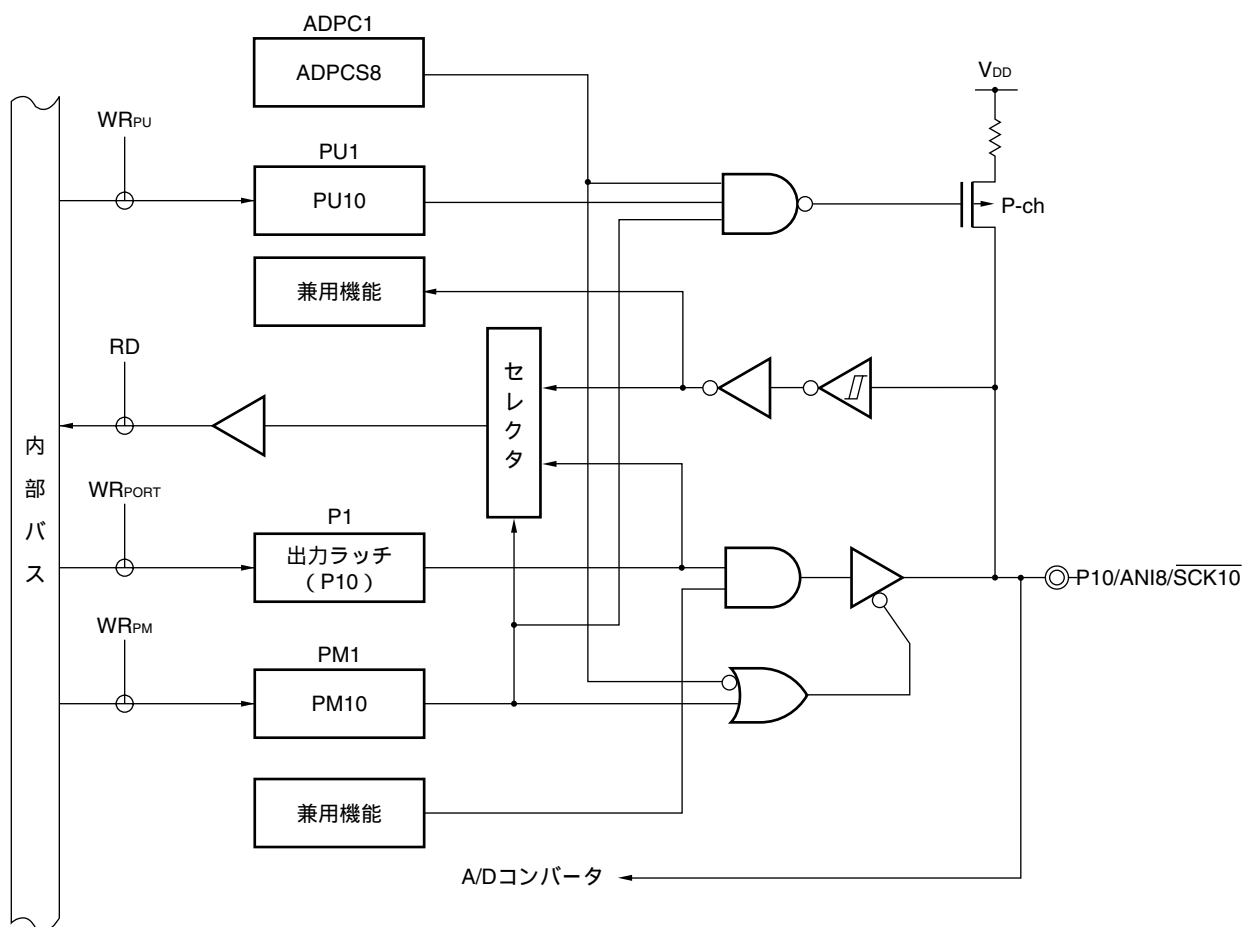 ADPC1
ADPCS8
VDD
WRPU
PU1
PU10
P-ch
兼用機能
RD
セレクタ
内部バス
WRPORT
P1
出力ラッチ
(P10)
P10/ANI8/SCK10
WRPM
PM1
PM10
兼用機能
A/Dコンバータ